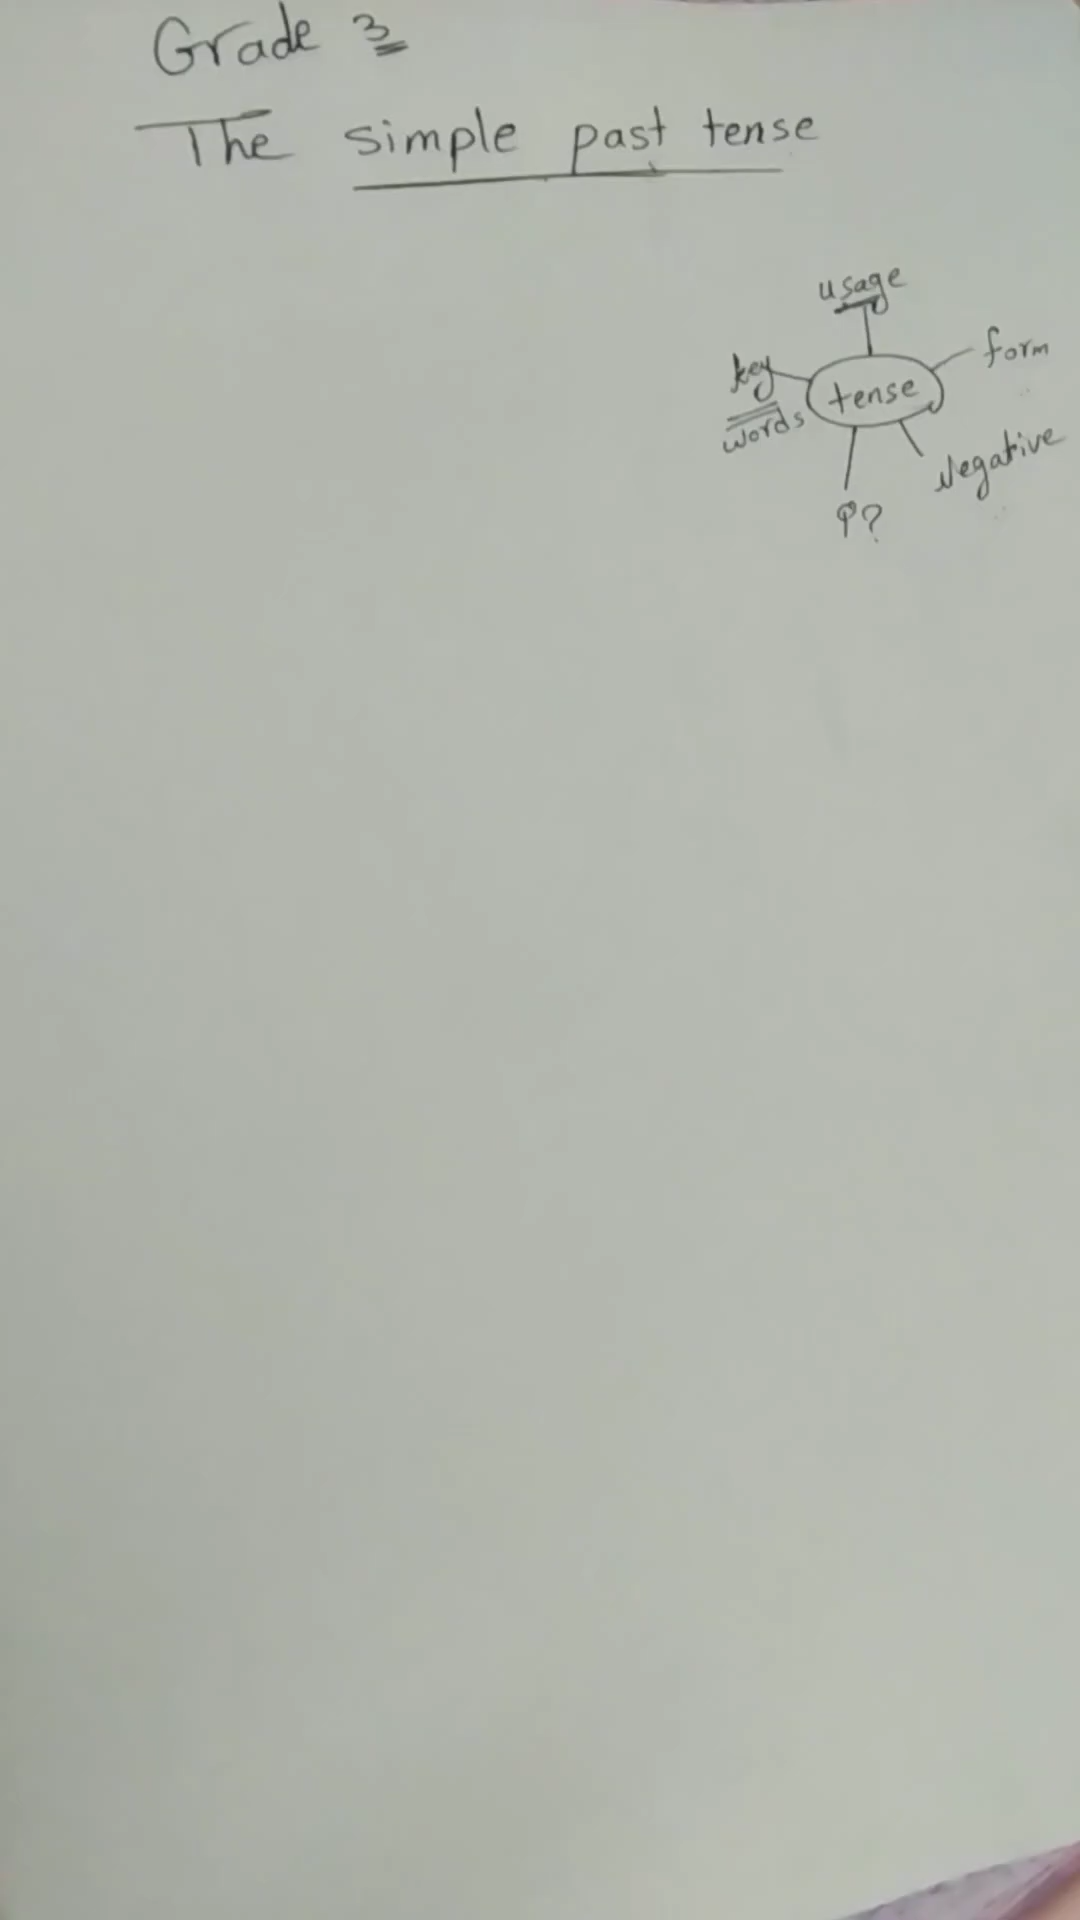 Grade 3
The simple past tense
usage
form
key
words
tense
Negative
?